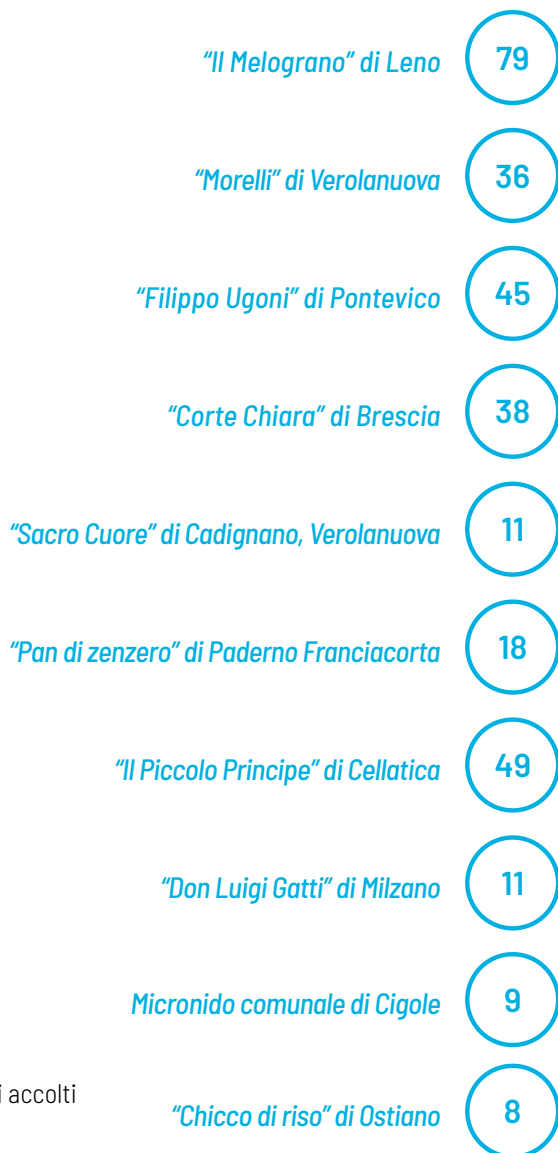 “Il Melograno” di Leno 79
“Morelli” di Verolanuova 36
“Filippo Ugoni” di Pontevico 45
“Corte Chiara” di Brescia 38
“Sacro Cuore” di Cadignano, Verolanuova 11
“Pan di zenzero” di Paderno Franciacorta 18
“Il Piccolo Principe” di Cellatica 49
“Don Luigi Gatti” di Milzano 11
Micronido comunale di Cigole 9
i accolti
“Chicco di riso” di Ostiano 8